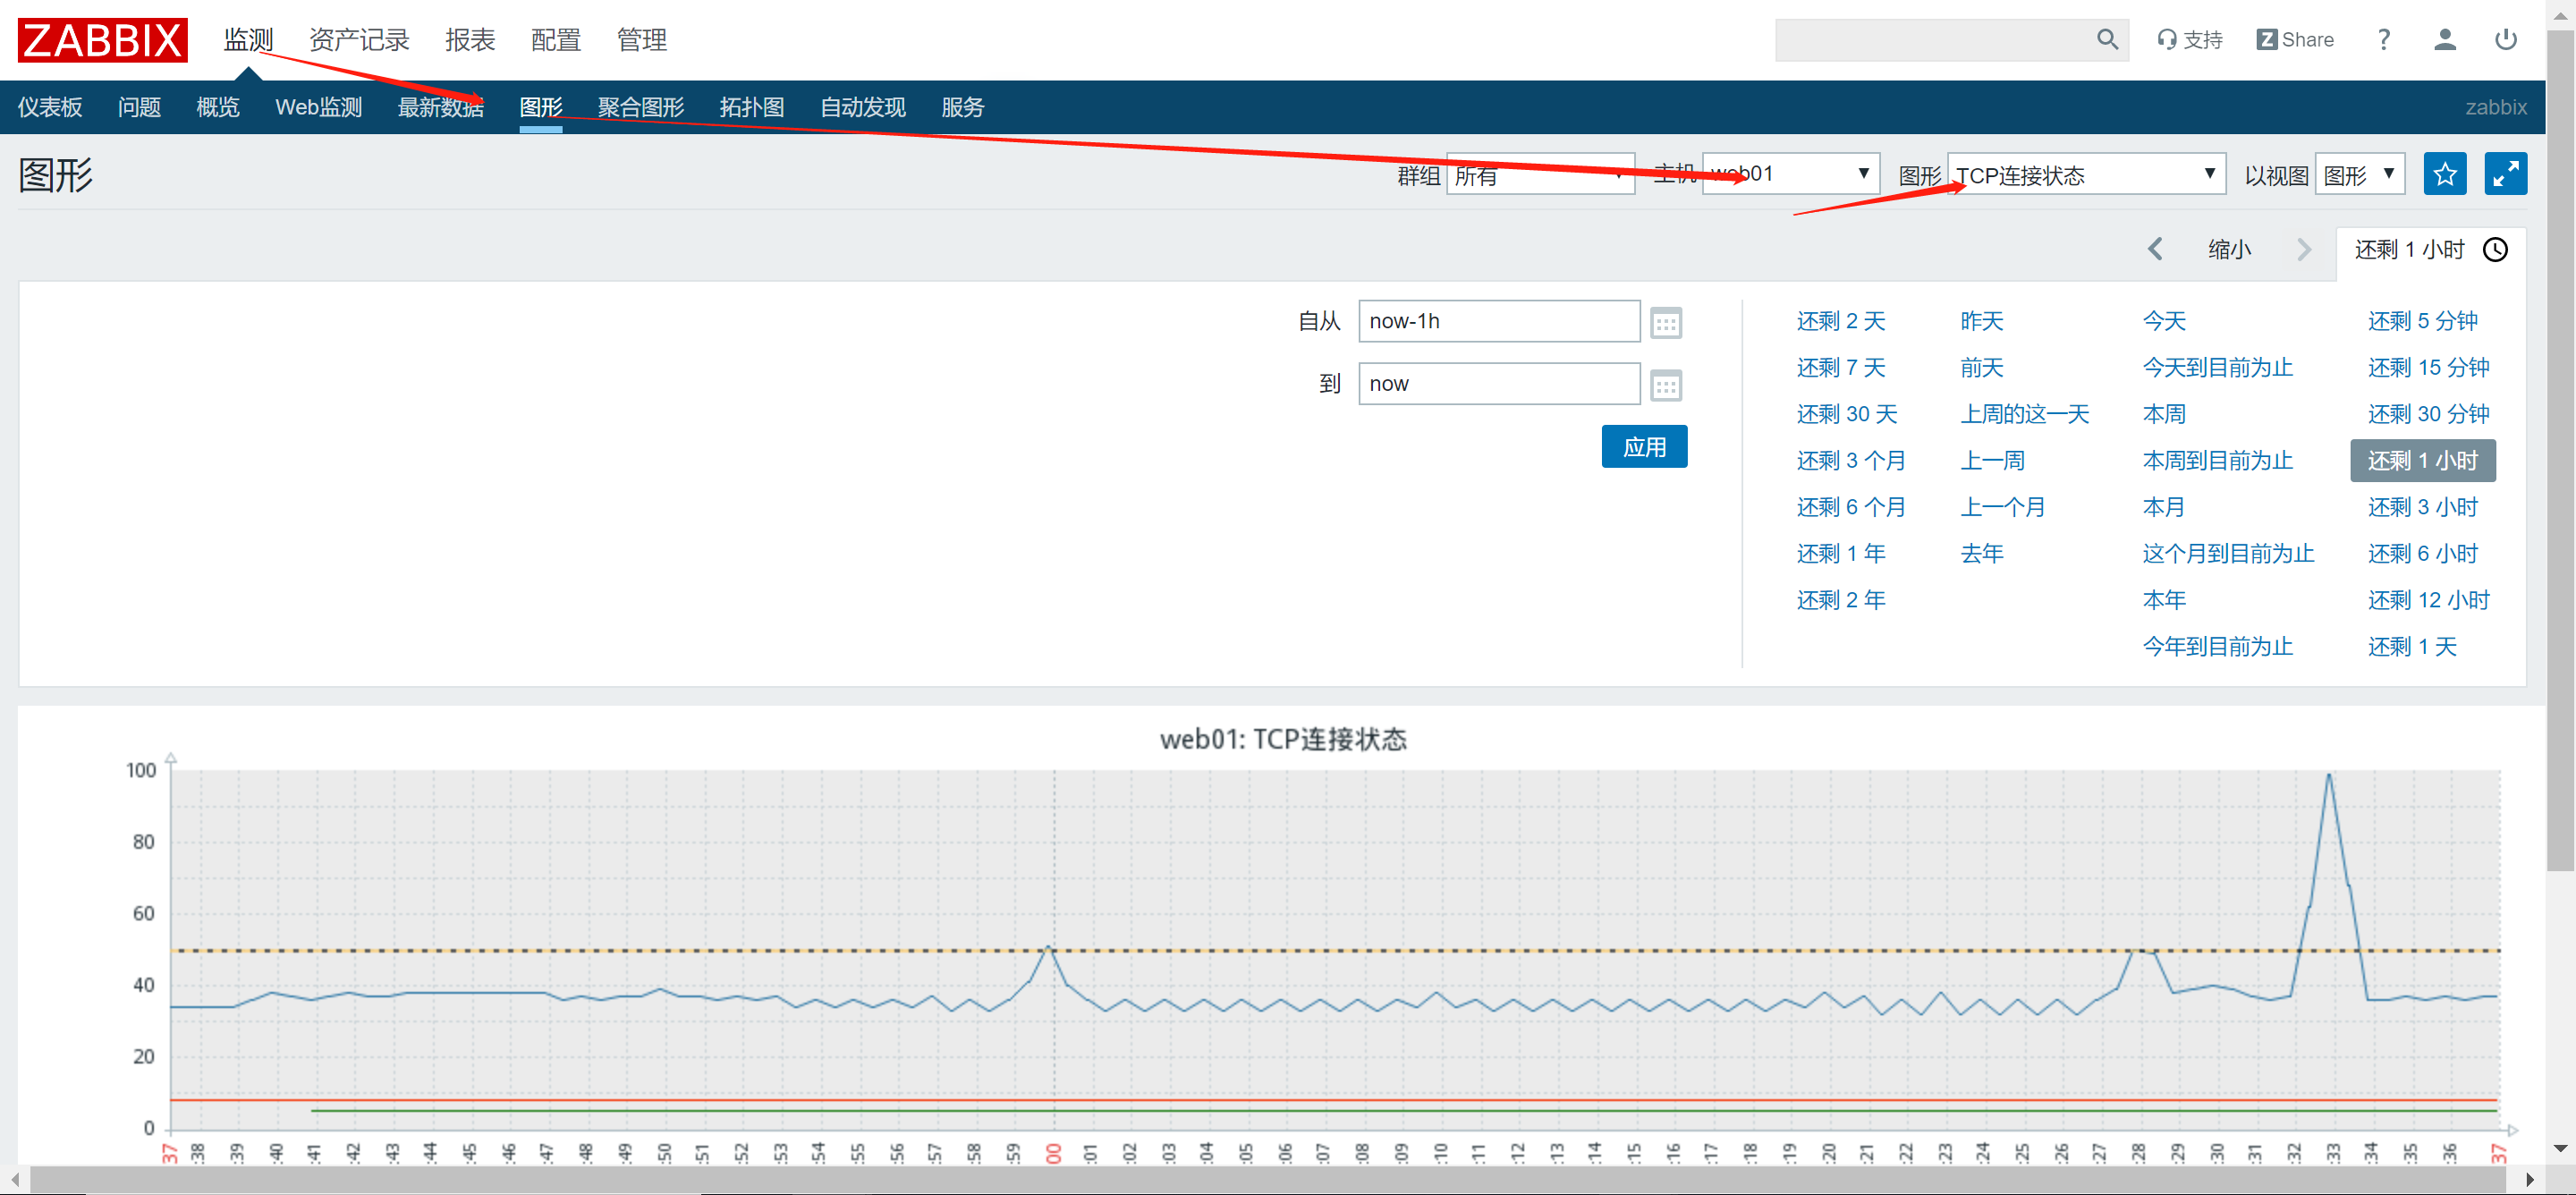 ZABBIX 监测 资产记录 报表 配置 管理 支持 Z Share ?
仪表板 问题 概览 Web监测 最新数据 图形 聚合图形 拓扑图 自动发现 服务 zabbix
图形 群组 所有 主机 web01 图形 TCP连接状态 以视图 图形
缩小 还剩 1 小时
自从 now-1h 还剩 2 天 昨天 今天 还剩 5 分钟
还剩 7 天 前天 今天到目前为止 还剩 15 分钟
到 now
还剩 30 天 上周的这一天 本周 还剩 30 分钟
应用
还剩 3 个月 上一周 本周到目前为止 还剩 1 小时
还剩 6 个月 上一个月 本月 还剩 3 小时
还剩 1 年 去年 这个月到目前为止 还剩 6 小时
还剩 2 年 本年 还剩 12 小时
今年到目前为止 还剩 1 天
web01: TCP连接状态
100
80
60
40
20
0
37 :38 :39 :40 :41 :42 :43 :44 :45 :46 :47 :48 :49 :50 :51 :52 :53 :54 :55 :56 :57 :58 :59 :00 :01 :02 :03 :04 :05 :06 :07 :08 :09 :10 :11 :12 :13 :14 :15 :16 :17 :18 :19 :20 :21 :22 :23 :24 :25 :26 :27 :28 :29 :30 :31 :32 :33 :34 :35 :36 37